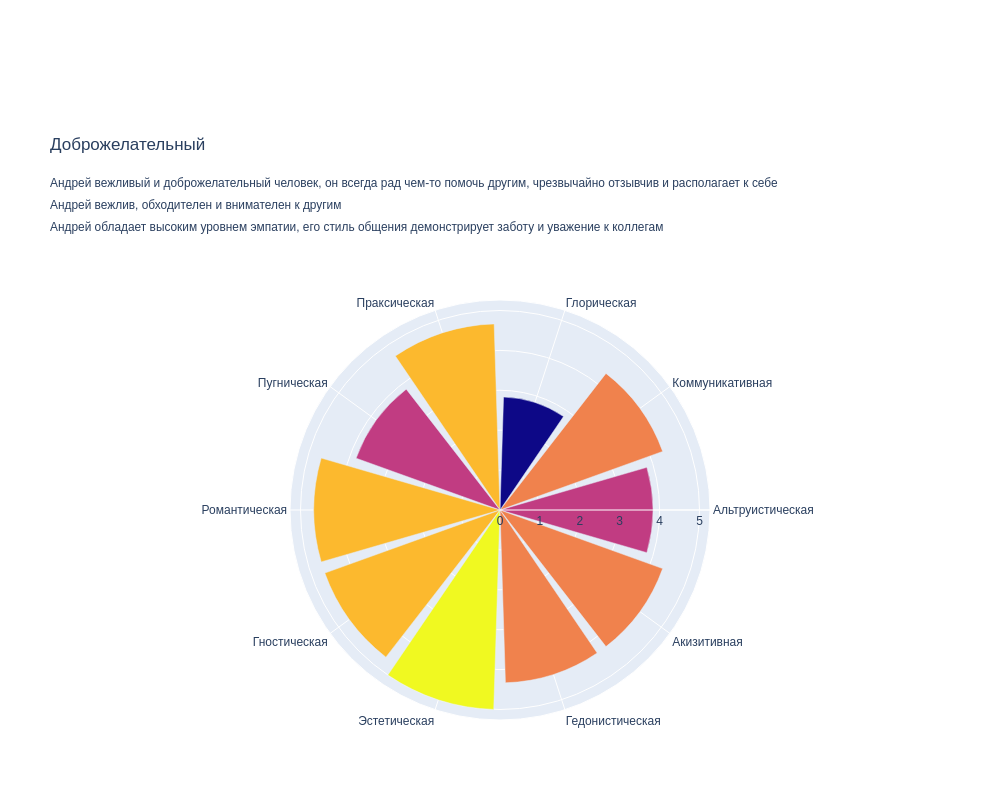 Доброжелательный
Андрей вежливый и доброжелательный человек, он всегда рад чем-то помочь другим, чрезвычайно отзывчив и располагает к себе
Андрей вежлив, обходителен и внимателен к другим
Андрей обладает высоким уровнем эмпатии, его стиль общения демонстрирует заботу и уважение к коллегам
Праксическая
Глорическая
Пугническая
Коммуникативная
Романтическая
Альтруистическая
0 1 2 3 4 5
Гностическая
Акизитивная
Эстетическая
Гедонистическая